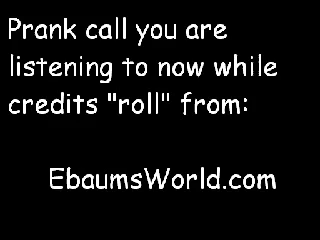 Prank call you are
listening to now while
credits "roll" from:
EbaumsWorld.com